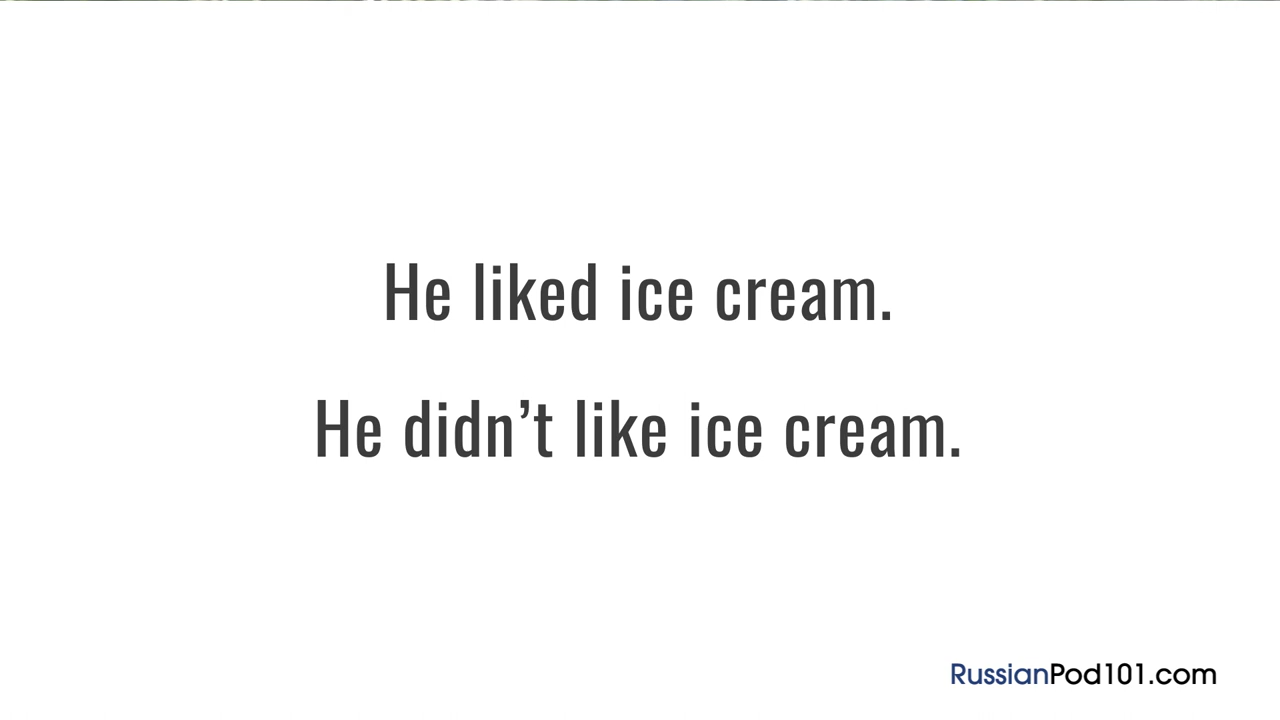 He liked ice cream.
He didn’t like ice cream.
RussianPod101.com